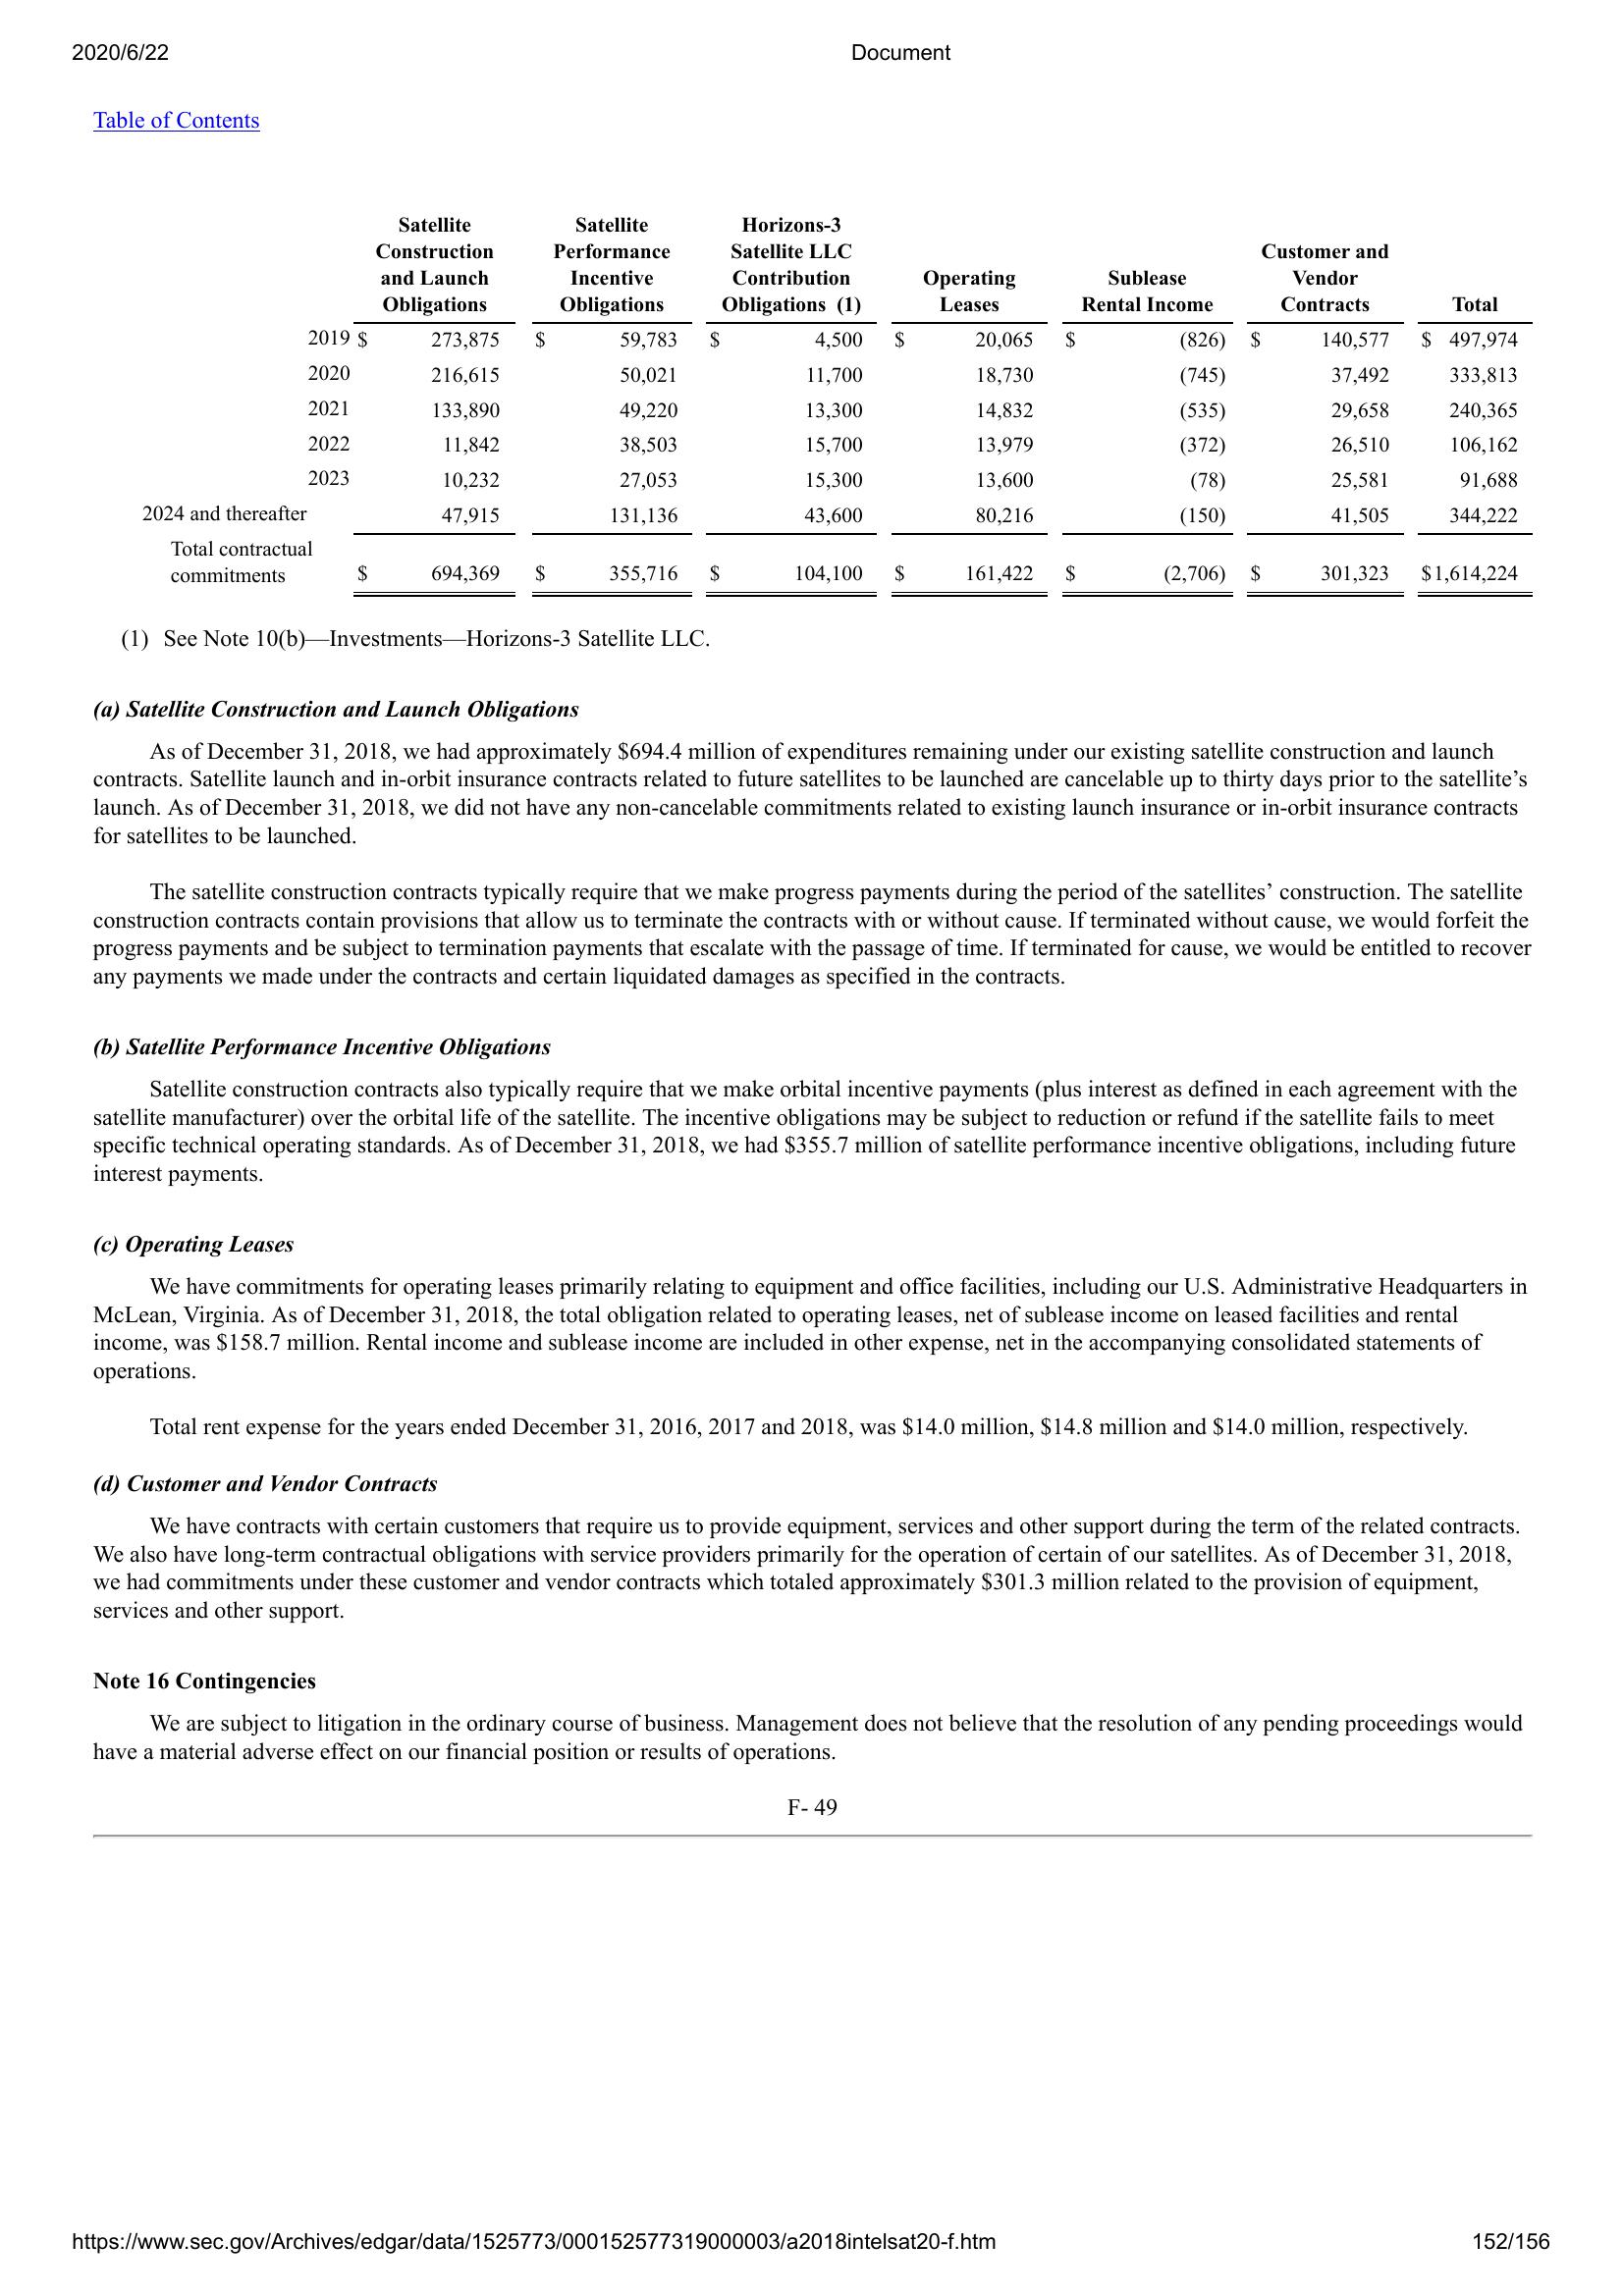 2020/6/22 Document
Table of Contents
Satellite Construction and Launch Obligations Satellite Performance Incentive Obligations Horizons-3 Satellite LLC Contribution Obligations (1) Operating Leases Sublease Rental Income Customer and Vendor Contracts Total
2019 $ 273,875 $ 59,783 $ 4,500 $ 20,065 $ (826) $ 140,577 $ 497,974
2020 216,615 50,021 11,700 18,730 (745) 37,492 333,813
2021 133,890 49,220 13,300 14,832 (535) 29,658 240,365
2022 11,842 38,503 15,700 13,979 (372) 26,510 106,162
2023 10,232 27,053 15,300 13,600 (78) 25,581 91,688
2024 and thereafter 47,915 131,136 43,600 80,216 (150) 41,505 344,222
Total contractual
commitments $ 694,369 $ 355,716 $ 104,100 $ 161,422 $ (2,706) $ 301,323 $1,614,224
(1) See Note 10(b)—Investments—Horizons-3 Satellite LLC.
(a) Satellite Construction and Launch Obligations
As of December 31, 2018, we had approximately $694.4 million of expenditures remaining under our existing satellite construction and launch
contracts. Satellite launch and in-orbit insurance contracts related to future satellites to be launched are cancelable up to thirty days prior to the satellite’s
launch. As of December 31, 2018, we did not have any non-cancelable commitments related to existing launch insurance or in-orbit insurance contracts
for satellites to be launched.
The satellite construction contracts typically require that we make progress payments during the period of the satellites’ construction. The satellite
construction contracts contain provisions that allow us to terminate the contracts with or without cause. If terminated without cause, we would forfeit the
progress payments and be subject to termination payments that escalate with the passage of time. If terminated for cause, we would be entitled to recover
any payments we made under the contracts and certain liquidated damages as specified in the contracts.
(b) Satellite Performance Incentive Obligations
Satellite construction contracts also typically require that we make orbital incentive payments (plus interest as defined in each agreement with the
satellite manufacturer) over the orbital life of the satellite. The incentive obligations may be subject to reduction or refund if the satellite fails to meet
specific technical operating standards. As of December 31, 2018, we had $355.7 million of satellite performance incentive obligations, including future
interest payments.
(c) Operating Leases
We have commitments for operating leases primarily relating to equipment and office facilities, including our U.S. Administrative Headquarters in
McLean, Virginia. As of December 31, 2018, the total obligation related to operating leases, net of sublease income on leased facilities and rental
income, was $158.7 million. Rental income and sublease income are included in other expense, net in the accompanying consolidated statements of
operations.
Total rent expense for the years ended December 31, 2016, 2017 and 2018, was $14.0 million, $14.8 million and $14.0 million, respectively.
(d) Customer and Vendor Contracts
We have contracts with certain customers that require us to provide equipment, services and other support during the term of the related contracts.
We also have long-term contractual obligations with service providers primarily for the operation of certain of our satellites. As of December 31, 2018,
we had commitments under these customer and vendor contracts which totaled approximately $301.3 million related to the provision of equipment,
services and other support.
Note 16 Contingencies
We are subject to litigation in the ordinary course of business. Management does not believe that the resolution of any pending proceedings would
have a material adverse effect on our financial position or results of operations.
F- 49
https://www.sec.gov/Archives/edgar/data/1525773/000152577319000003/a2018intelsat20-f.htm 152/156